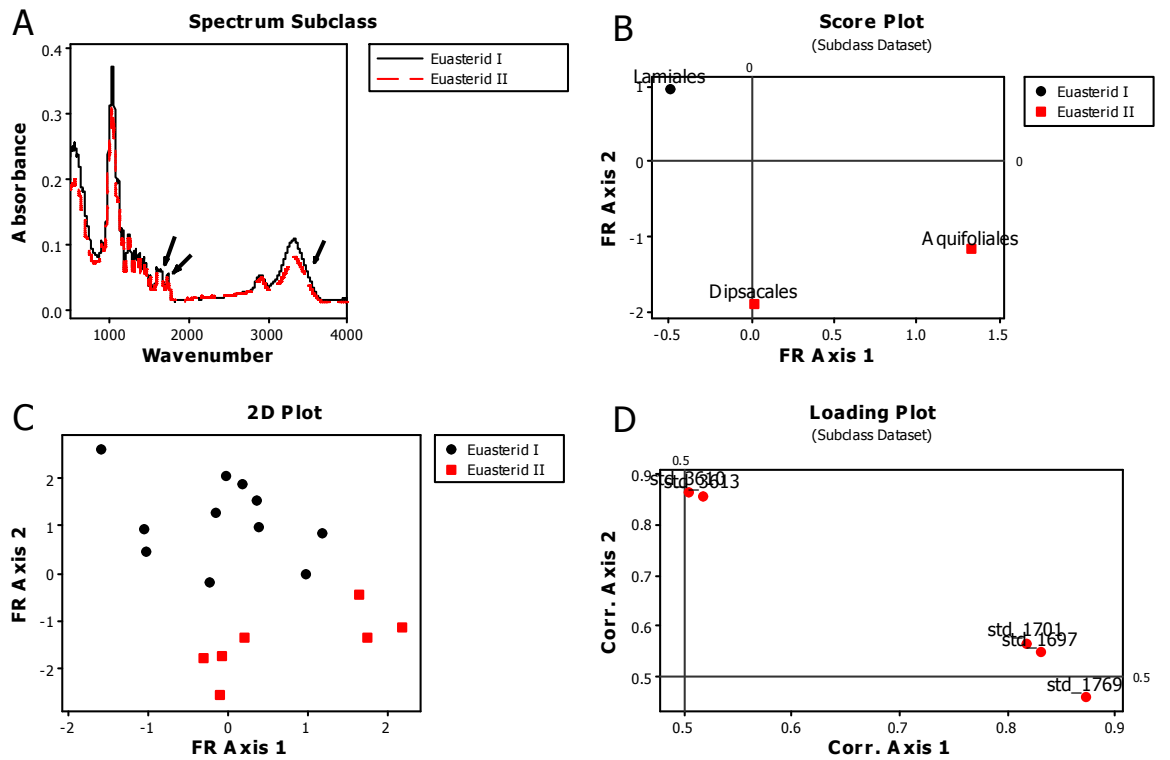 A
Spectrum Subclass
Absorbance
0.4
0.3
0.2
0.1
0.0
1000 2000 3000 4000
Wavenumber
Euasterid I
Euasterid II
B
Score Plot
(Subclass Dataset)
0
Lamiales
Aquifoliales
Dipsacales
FR Axis 2
1
0
-1
-2
0
-0.5 0.0 0.5 1.0 1.5
FR Axis 1
Euasterid I
Euasterid II
C
2D Plot
FR Axis 2
2
1
0
-1
-2
-2 -1 0 1 2
FR Axis 1
Euasterid I
Euasterid II
D
Loading Plot
(Subclass Dataset)
0.5
std_3610
std_3613
std_1701
std_1697
std_1769
Corr. Axis 2
0.9
0.8
0.7
0.6
0.5
0.5
0.5 0.6 0.7 0.8 0.9
Corr. Axis 1